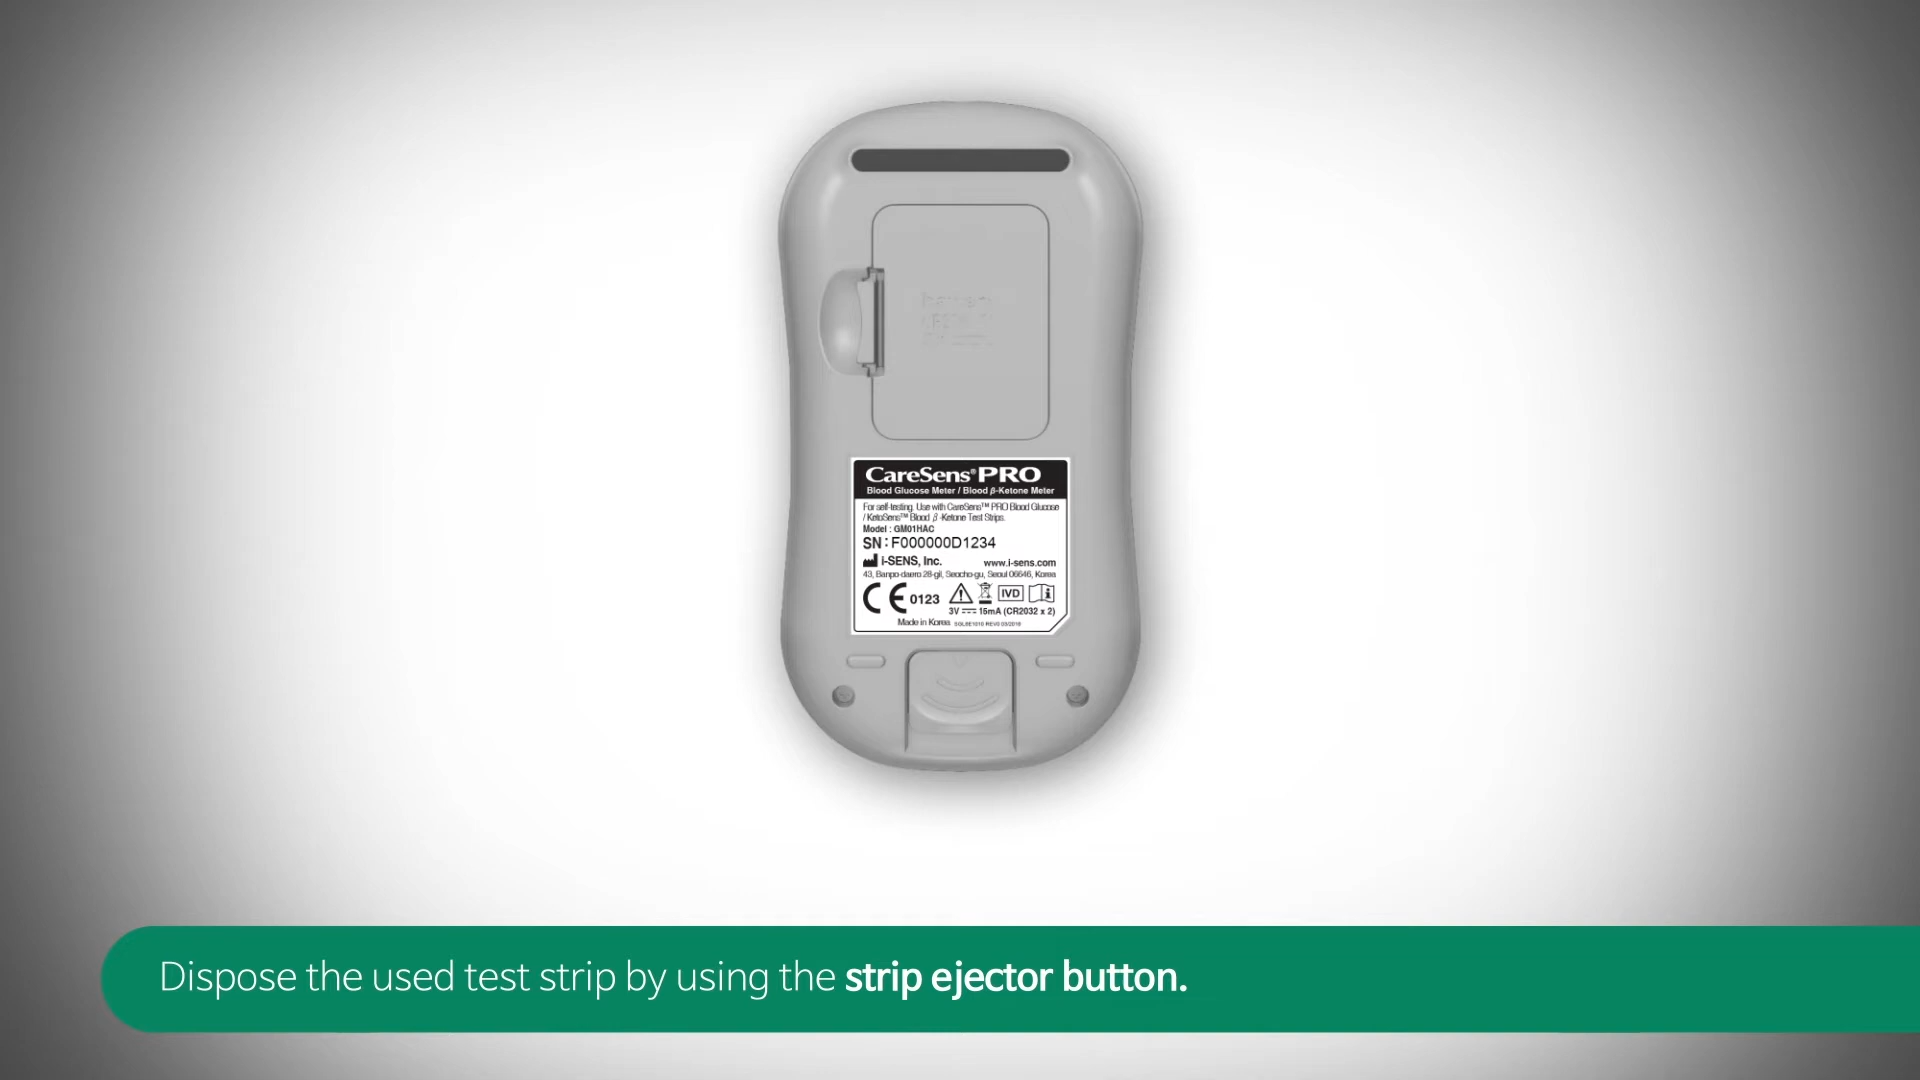 CareSens® PRO
Blood Glucose Meter / Blood β-Ketone Meter
For self-testing. Use with CareSens™ PRO Blood Glucose
/ KetoSens™ Blood β-Ketone Test Strips.
Model : GM01HAC
SN : F000000D1234
i-SENS, Inc. www.i-sens.com
43, Banpo-daero 28-gil, Seocho-gu, Seoul 06646, Korea
CE 0123 IVD
3V 15mA (CR2032 x 2)
Made in Korea
Dispose the used test strip by using the strip ejector button.